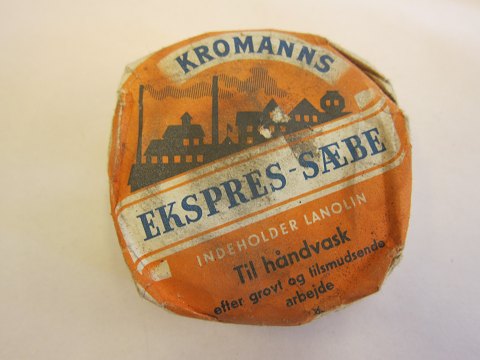 KROMANNS
EKSPRES-SÆBE
INDEHOLDER LANOLIN
Til håndvask
efter grovt og tilsmudsende
arbejde